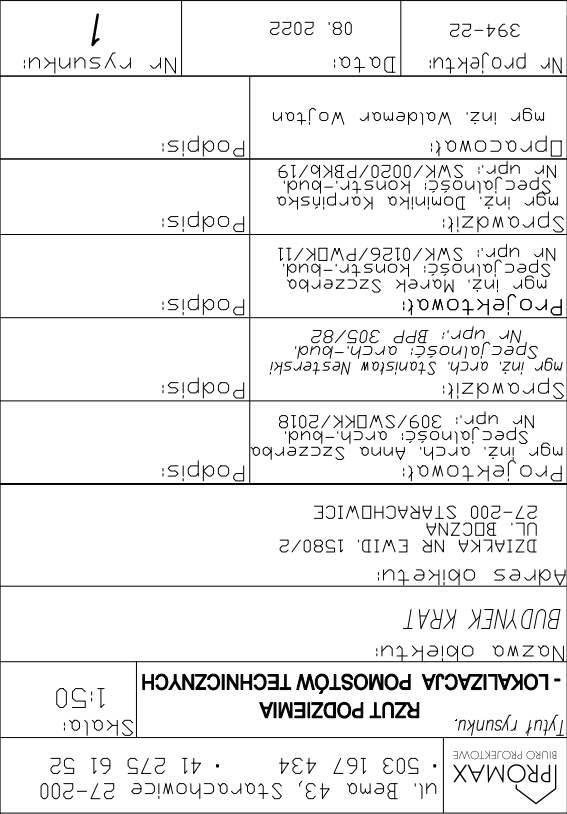 PROMAX
BIURO PROJEKTOWE
ul. Bema 43, Starachowice 27-200
• 503 167 434 • 41 275 61 52
Tytuł rysunku.
RZUT PODZIEMIA
- LOKALIZACJA POMOSTÓW TECHNICZNYCH
Skala:
1:50
Nazwa obiektu:
BUDYNEK KRAT
Adres obiketu:
DZIAŁKA NR EWID. 1580/2
UL. BOCZNA
27-200 STARACHOWICE
Projektował:
mgr inż. arch. Anna Szczerba
Specjalność: arch.-bud.
Nr upr.: 309/SWOKK/2018
Podpis:
Sprawdził:
mgr inż. arch. Stanisław Nesterski
Specjalność: arch.-bud.
Nr upr.: BPP 305/82
Podpis:
Projektował:
mgr inż. Marek Szczerba
Specjalność: konstr.-bud.
Nr upr.: SWK/0126/PWOK/11
Podpis:
Sprawdził:
mgr inż. Dominika Karpińska
Specjalność: konstr.-bud.
Nr upr.: SWK/0020/PBKb/19
Podpis:
Opracował:
mgr inż. Waldemar Wojtan
Podpis:
Nr projektu:
394-22
Data:
08. 2022
Nr rysunku:
1